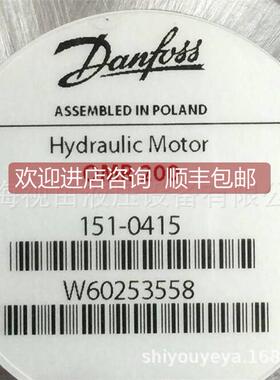 Danfoss
ASSEMBLED IN POLAND
Hydraulic Motor
欢迎进店咨询 顺丰包邮
151-0415
W60253558
shiyouyeya.168